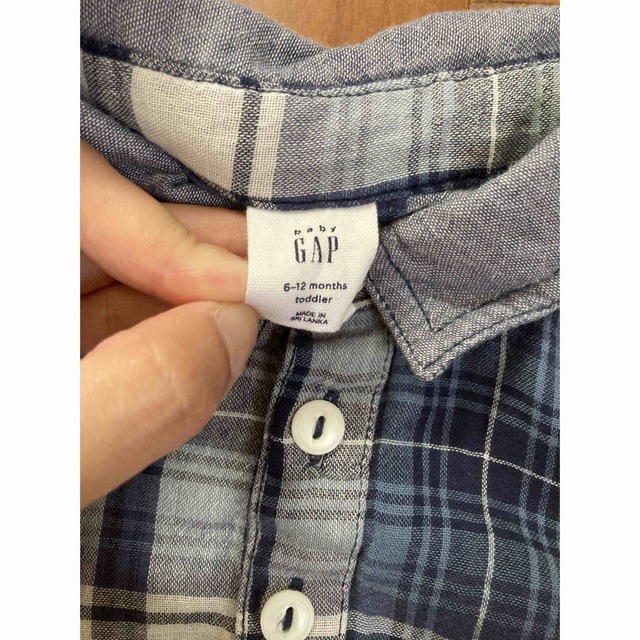 baby
GAP
6-12 months
toddler
MADE IN
SRI LANKA